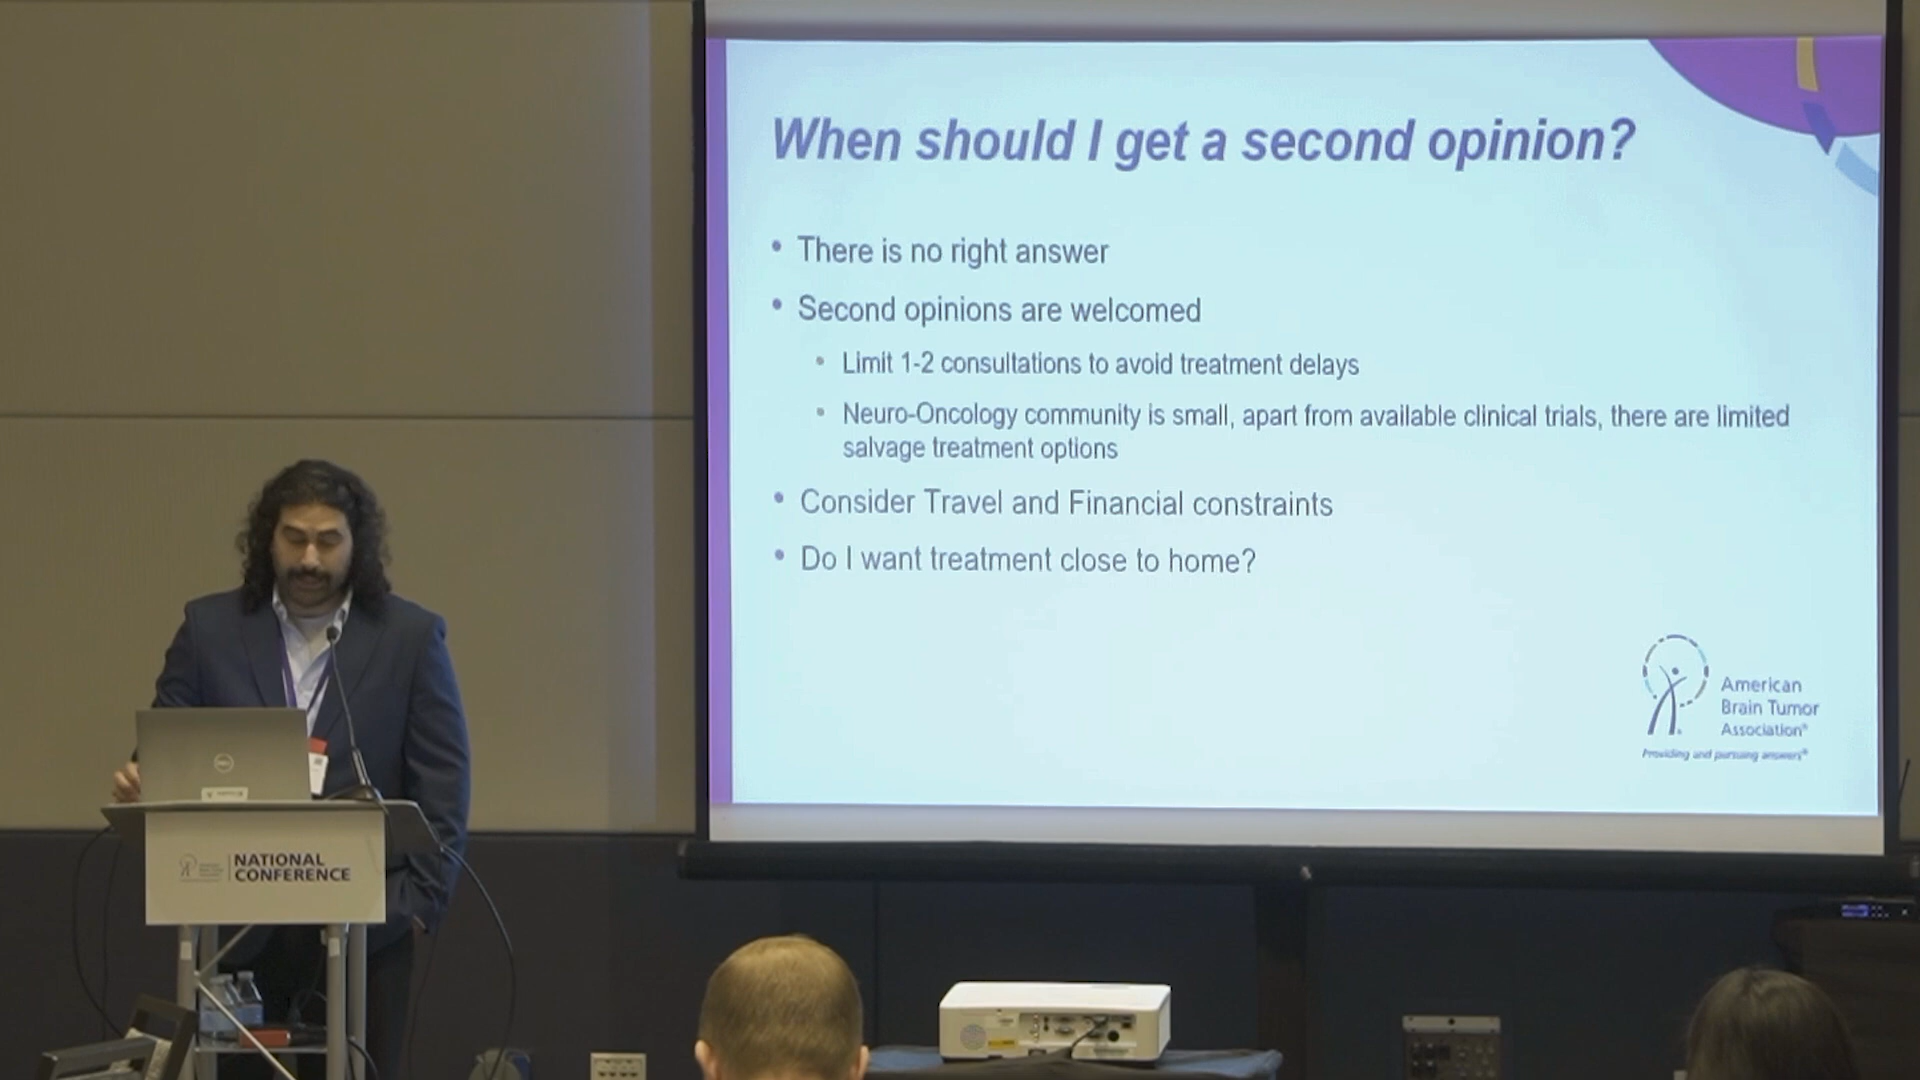 When should I get a second opinion?
• There is no right answer
• Second opinions are welcomed
• Limit 1-2 consultations to avoid treatment delays
• Neuro-Oncology community is small, apart from available clinical trials, there are limited
salvage treatment options
• Consider Travel and Financial constraints
• Do I want treatment close to home?
American
Brain Tumor
Association®
Providing and pursuing answers®
NATIONAL
CONFERENCE